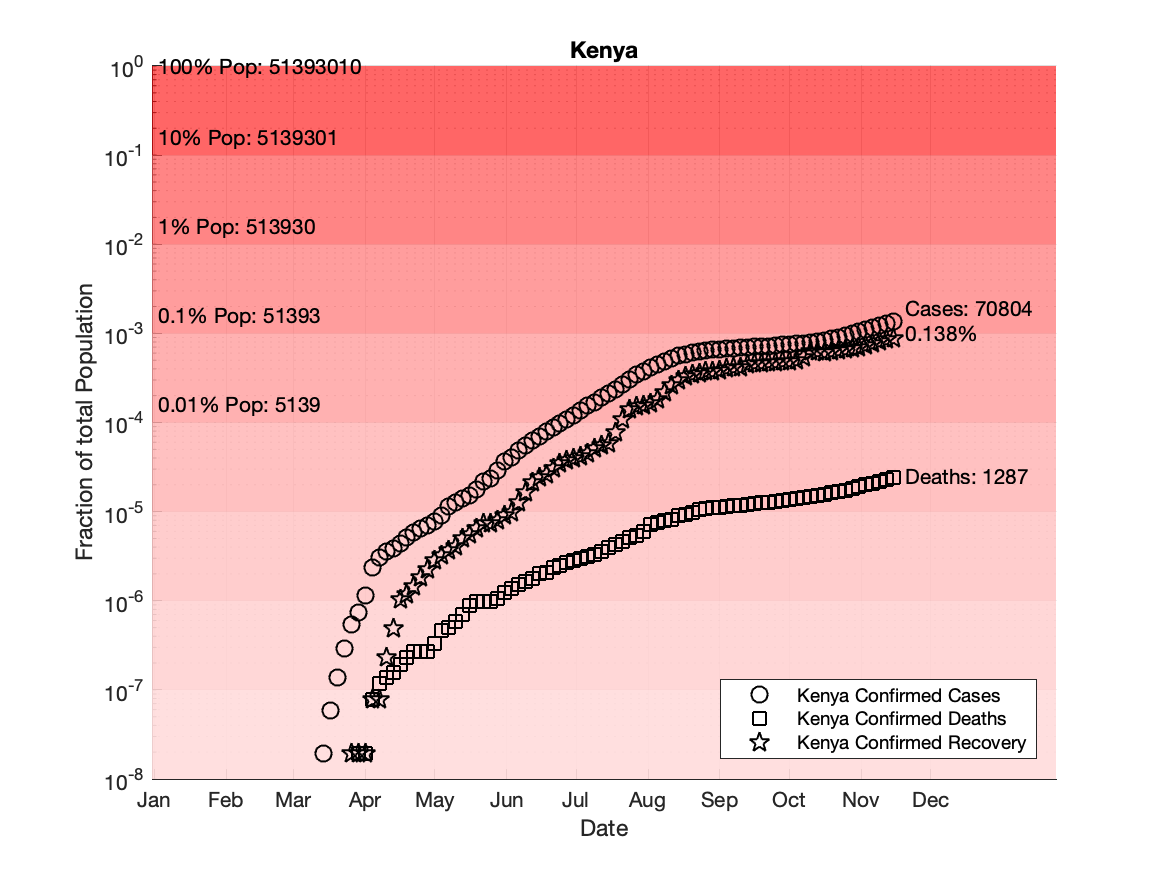 Kenya
10^0
100% Pop: 51393010
10% Pop: 5139301
10^-1
1% Pop: 513930
10^-2
0.1% Pop: 51393
Cases: 70804
10^-3
0.138%
0.01% Pop: 5139
10^-4
Deaths: 1287
10^-5
10^-6
10^-7
10^-8
Fraction of total Population
Kenya Confirmed Cases
Kenya Confirmed Deaths
Kenya Confirmed Recovery
Jan Feb Mar Apr May Jun Jul Aug Sep Oct Nov Dec
Date